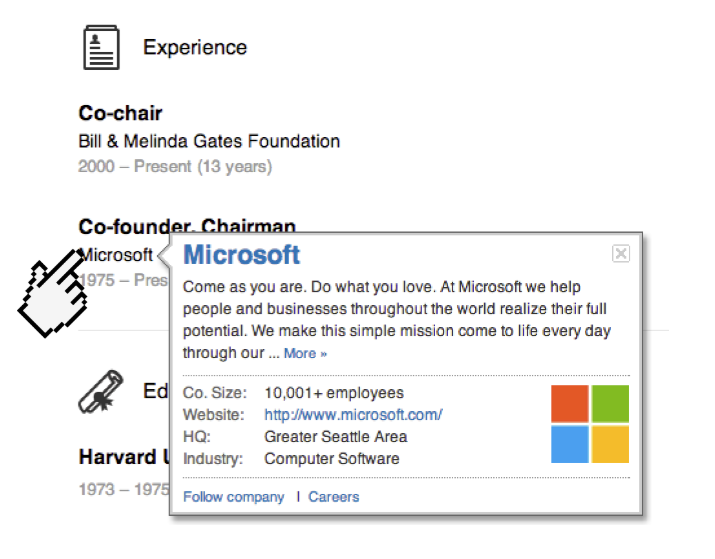 Experience
Co-chair
Bill & Melinda Gates Foundation
2000 – Present (13 years)
Co-founder, Chairman
Microsoft
1975 – Pres
Microsoft
Come as you are. Do what you love. At Microsoft we help
people and businesses throughout the world realize their full
potential. We make this simple mission come to life every day
through our ... More »
Co. Size: 10,001+ employees
Website: http://www.microsoft.com/
HQ: Greater Seattle Area
Industry: Computer Software
Follow company | Careers
Ed
Harvard U
1973 – 1975